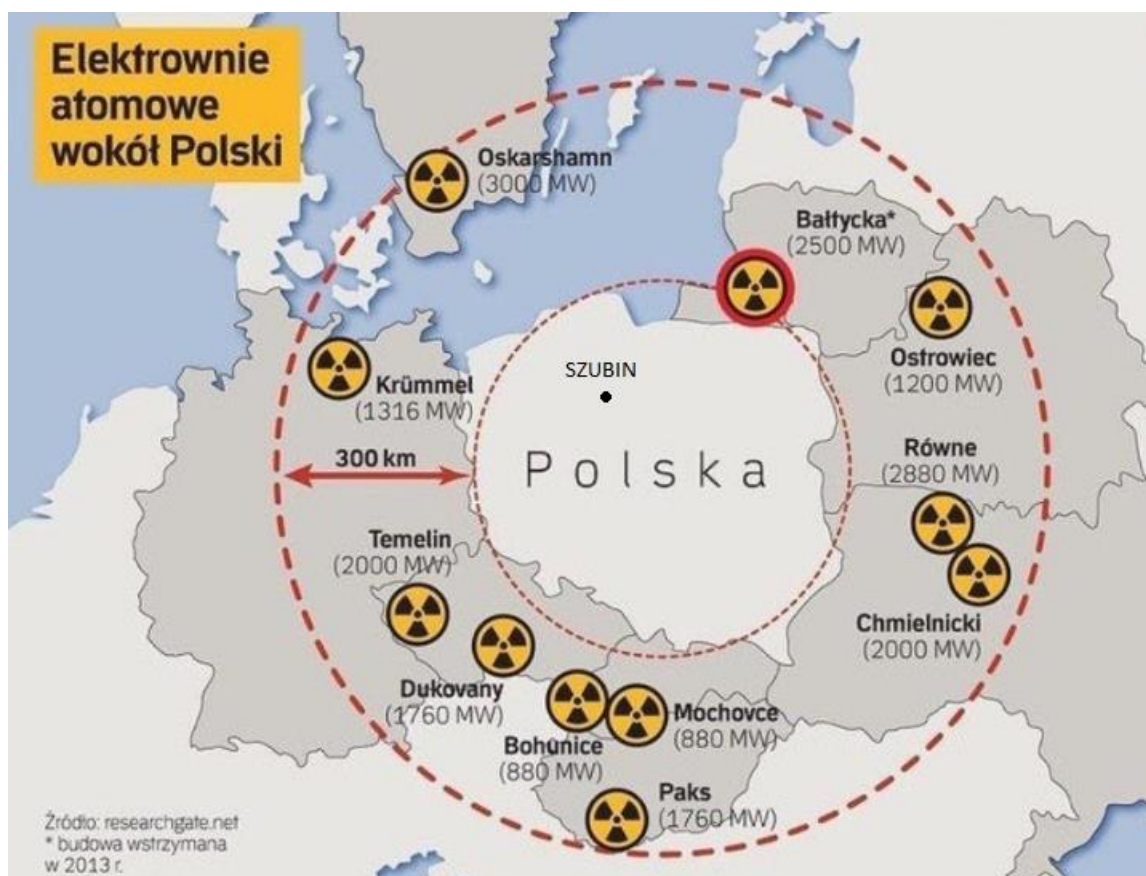 Elektrownie
atomowe
wokół Polski
Oskarshamn
(3000 MW)
Bałtycka*
(2500 MW)
Ostrowiec
(1200 MW)
Krümmel
(1316 MW)
SZUBIN
Polska
300 km
Równe
(2880 MW)
Temelin
(2000 MW)
Chmielnicki
(2000 MW)
Dukovany
(1760 MW)
Mochovce
(880 MW)
Bohunice
(880 MW)
Paks
(1760 MW)
Źródło: researchgate.net
* budowa wstrzymana
w 2013 r.